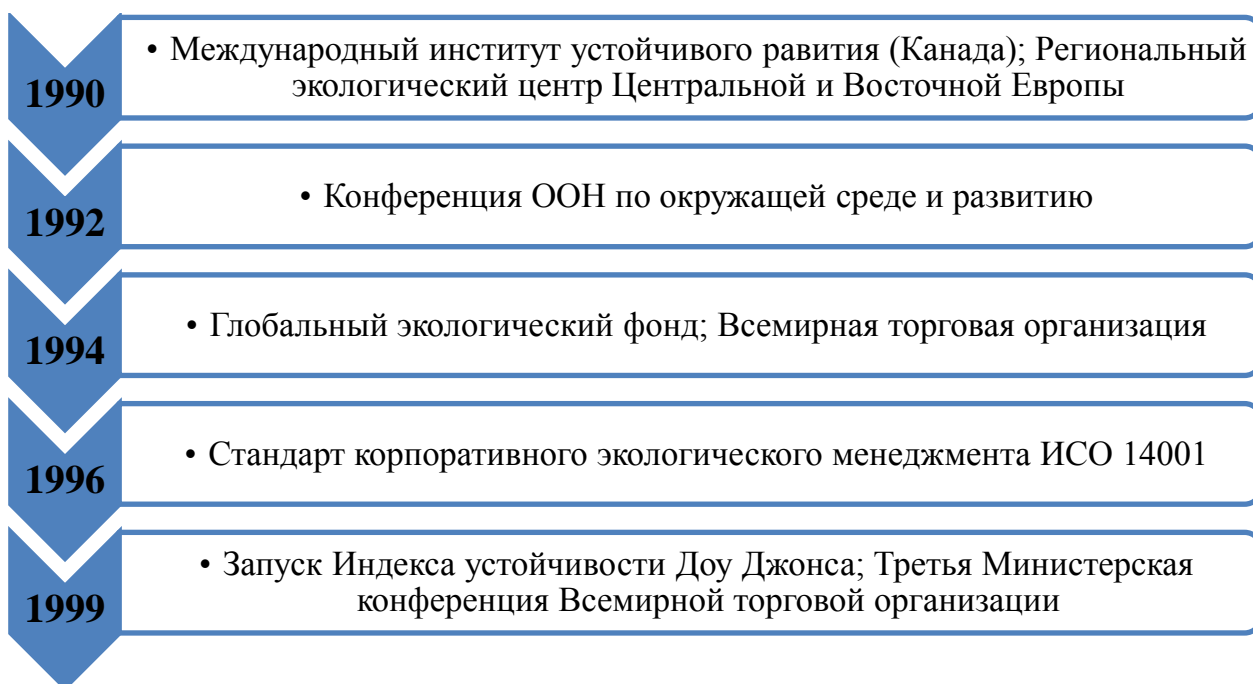 1990
• Международный институт устойчивого равития (Канада); Региональный
экологический центр Центральной и Восточной Европы
1992
• Конференция ООН по окружащей среде и развитию
1994
• Глобальный экологический фонд; Всемирная торговая организация
1996
• Стандарт корпоративного экологического менеджмента ИСО 14001
1999
• Запуск Индекса устойчивости Доу Джонса; Третья Министерская
конференция Всемирной торговой организации